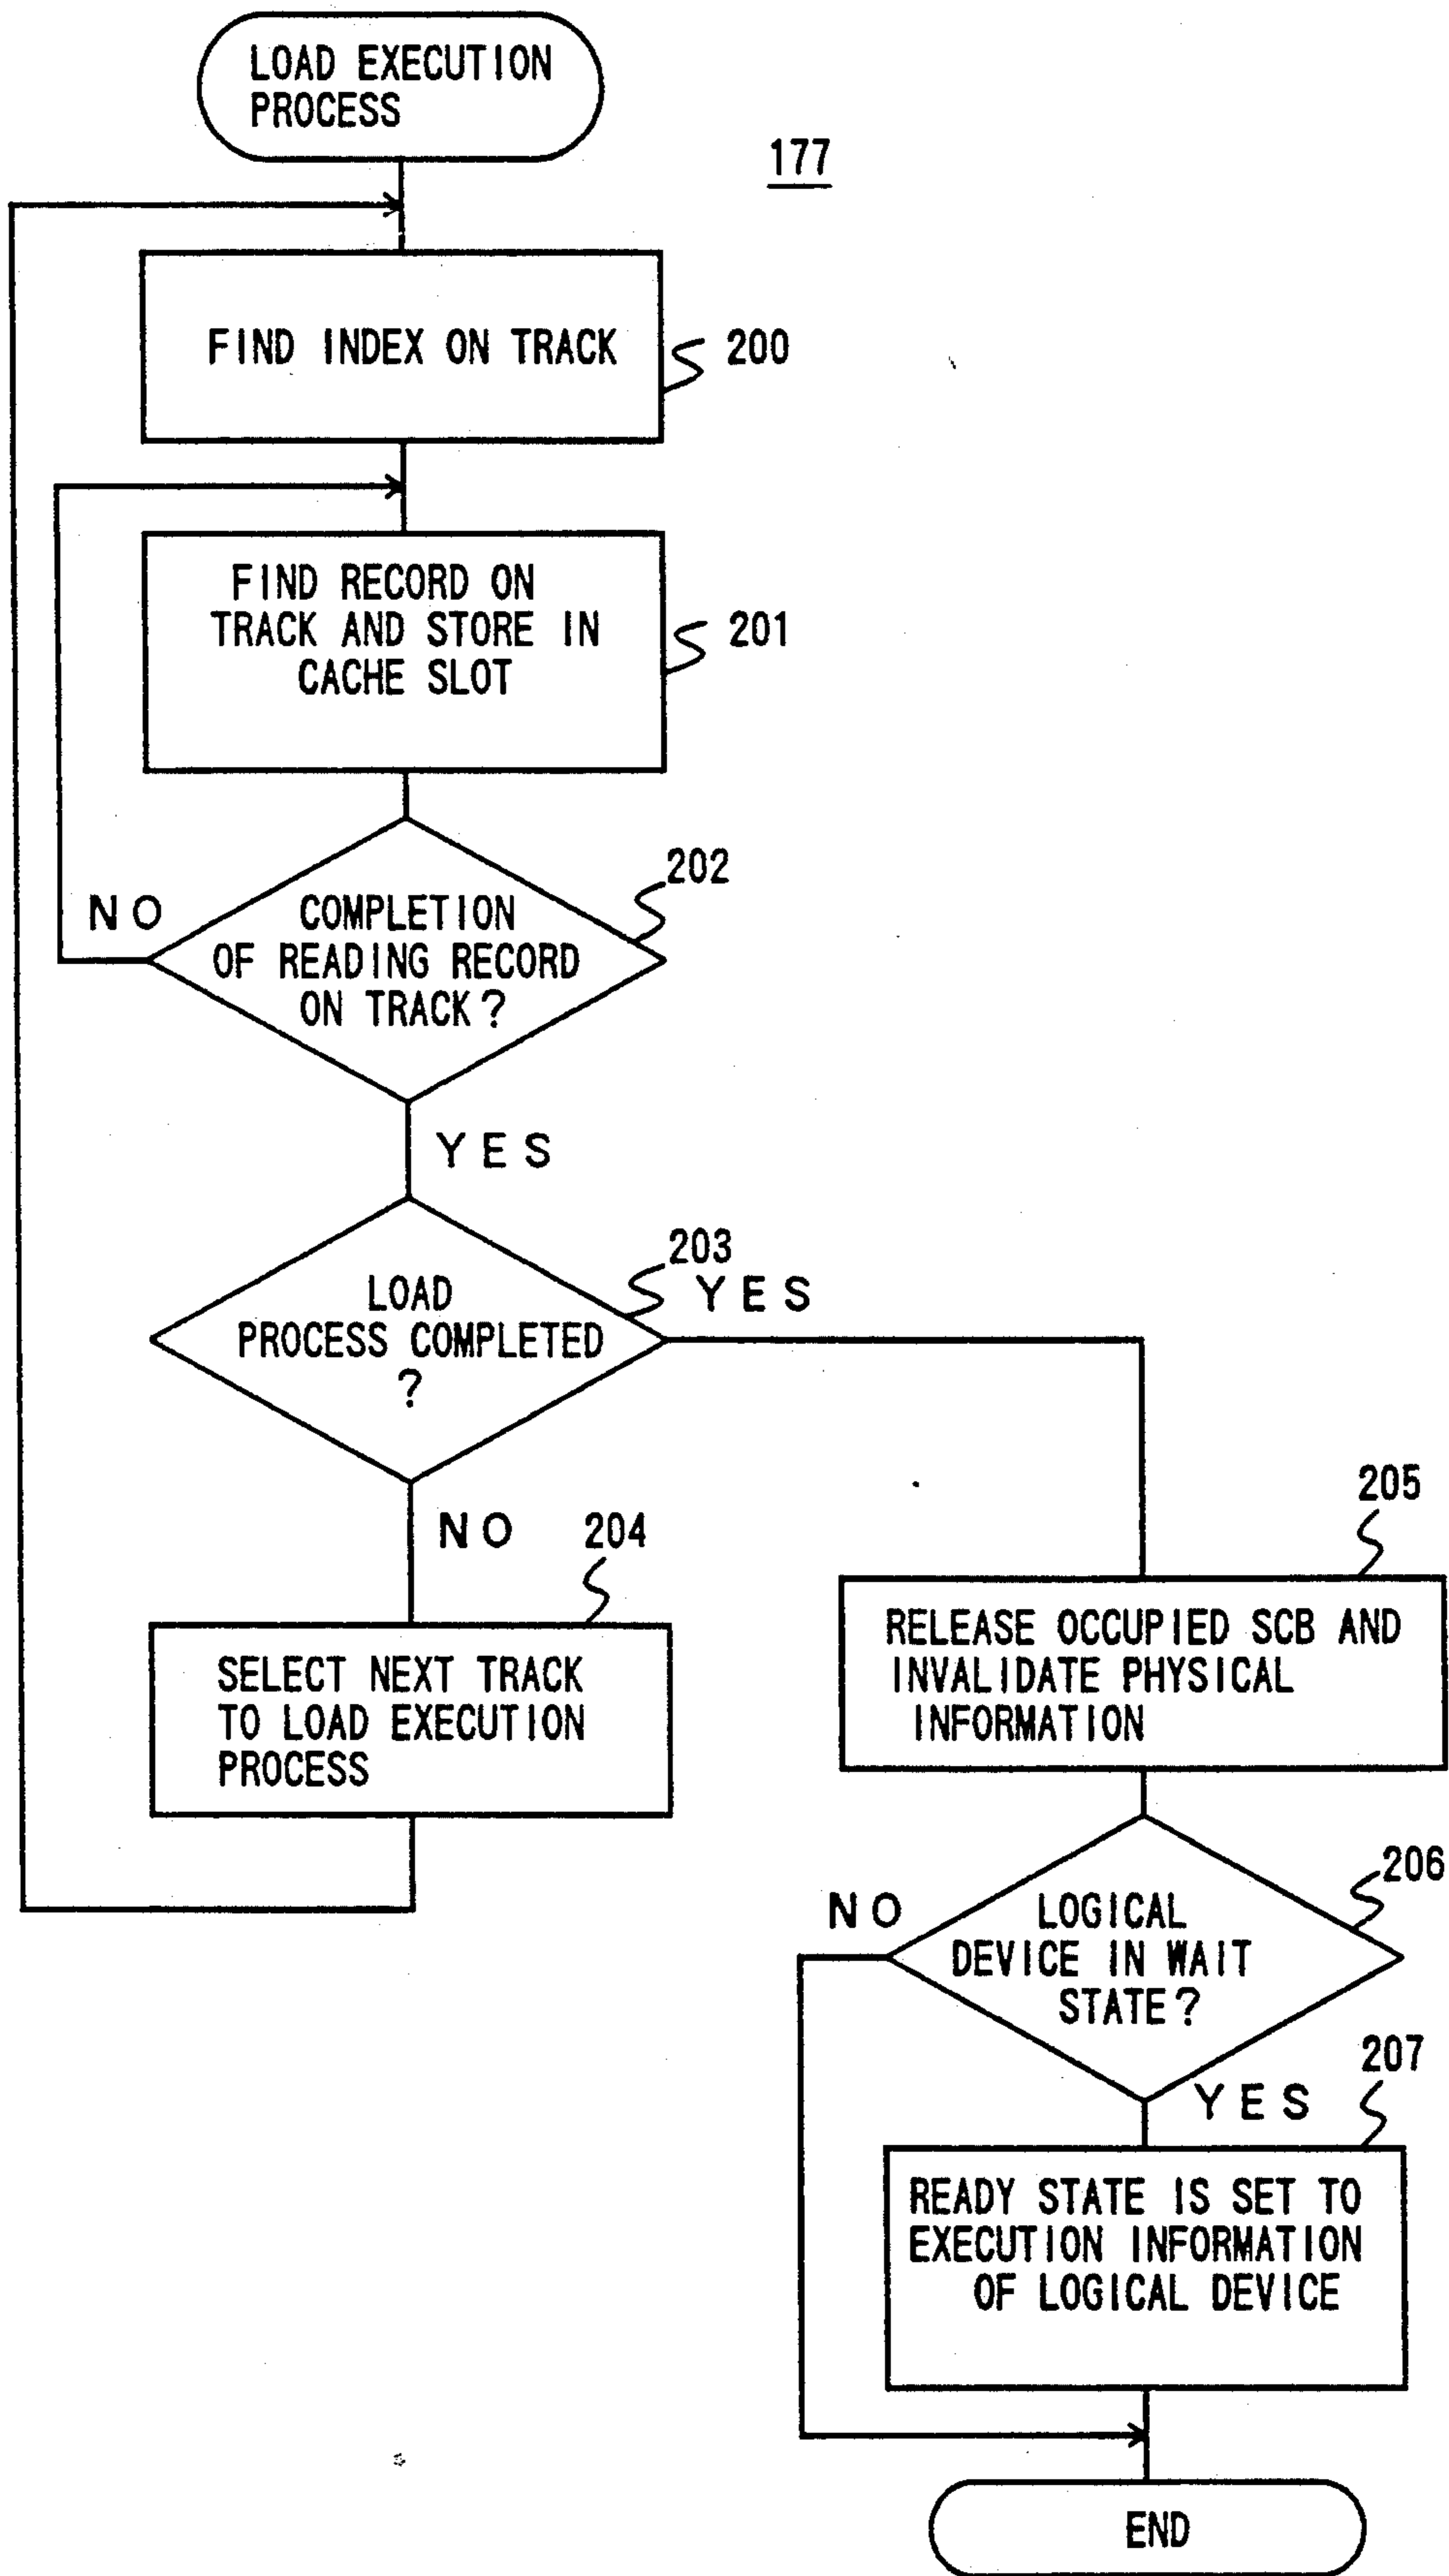 LOAD EXECUTION
PROCESS
177
FIND INDEX ON TRACK
200
FIND RECORD ON
TRACK AND STORE IN
CACHE SLOT
201
202
NO
COMPLETION
OF READING RECORD
ON TRACK?
YES
203
LOAD
PROCESS COMPLETED
?
YES
NO
204
SELECT NEXT TRACK
TO LOAD EXECUTION
PROCESS
205
RELEASE OCCUPIED SCB AND
INVALIDATE PHYSICAL
INFORMATION
206
NO
LOGICAL
DEVICE IN WAIT
STATE?
YES
207
READY STATE IS SET TO
EXECUTION INFORMATION
OF LOGICAL DEVICE
END